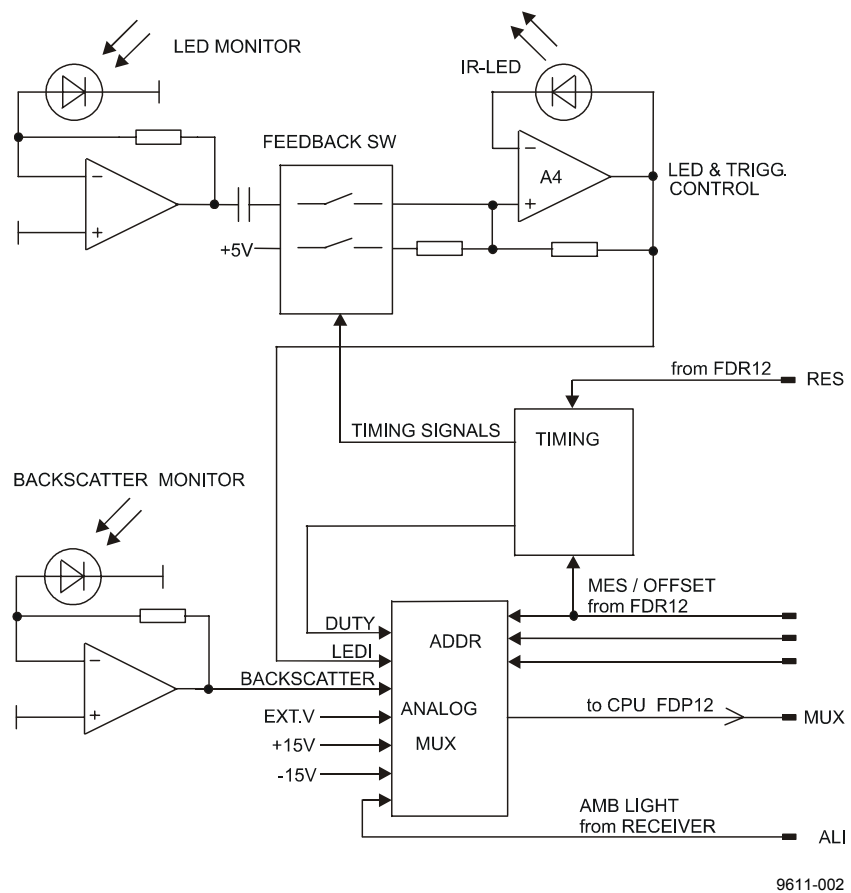 LED MONITOR
IR-LED
FEEDBACK SW
−
+
−
A4
+
LED & TRIGG.
CONTROL
+5V
from FDR12
RES
TIMING SIGNALS
TIMING
BACKSCATTER MONITOR
MES / OFFSET
from FDR12
DUTY
ADDR
LEDI
−
+
BACKSCATTER
EXT.V
ANALOG
MUX
to CPU FDP12
MUX
+15V
-15V
AMB LIGHT
from RECEIVER
ALI
9611-002